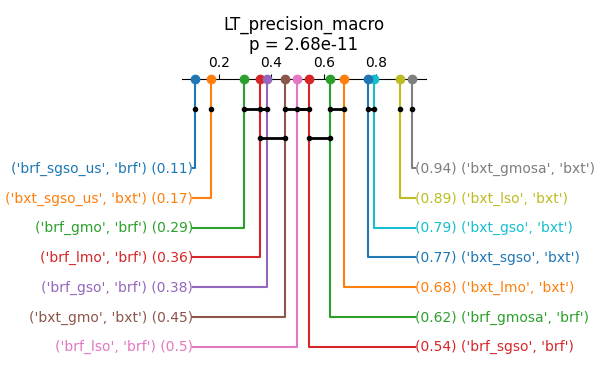 LT_precision_macro
p = 2.68e-11
0.2 0.4 0.6 0.8
('brf_sgso_us', 'brf') (0.11)
(0.94) ('bxt_gmosa', 'bxt')
('bxt_sgso_us', 'bxt') (0.17)
(0.89) ('bxt_lso', 'bxt')
('brf_gmo', 'brf') (0.29)
(0.79) ('bxt_gso', 'bxt')
('brf_lmo', 'brf') (0.36)
(0.77) ('bxt_sgso', 'bxt')
('brf_gso', 'brf') (0.38)
(0.68) ('bxt_lmo', 'bxt')
('bxt_gmo', 'bxt') (0.45)
(0.62) ('brf_gmosa', 'brf')
('brf_lso', 'brf') (0.5)
(0.54) ('brf_sgso', 'brf')